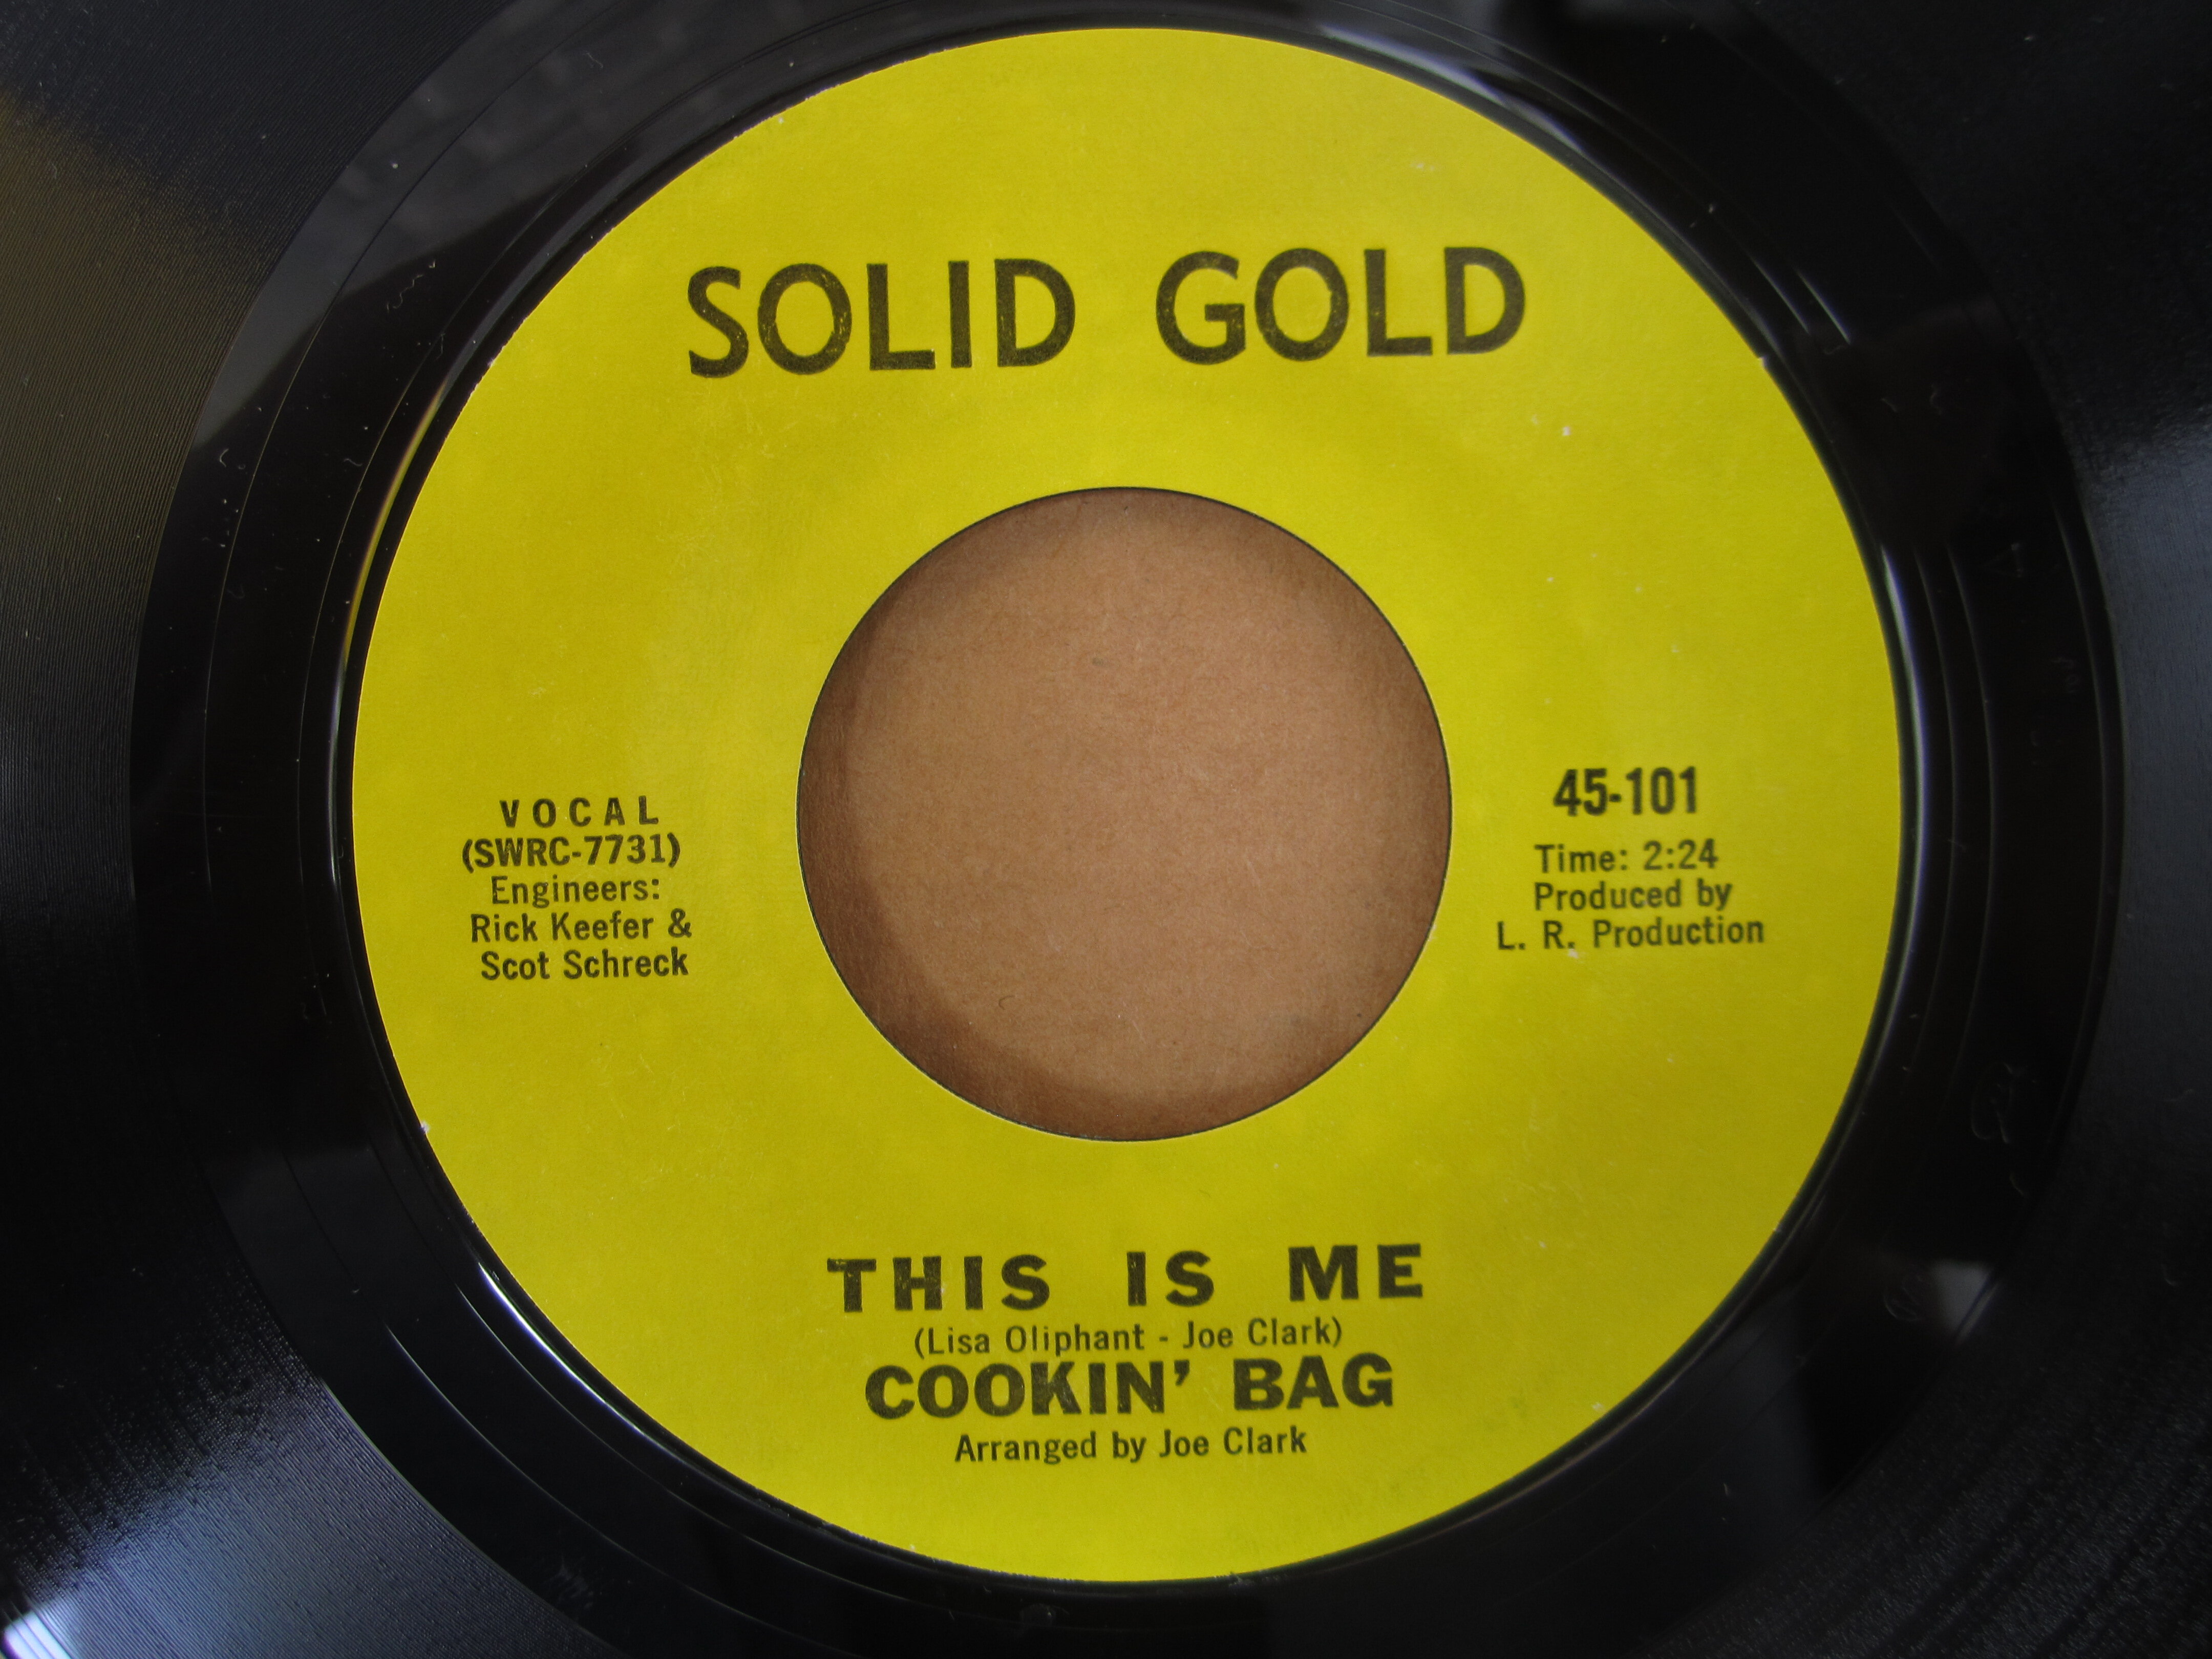 SOLID GOLD
VOCAL
(SWRC-7731)
Engineers:
Rick Keefer &
Scot Schreck
45-101
Time: 2:24
Produced by
L. R. Production
THIS IS ME
(Lisa Oliphant - Joe Clark)
COOKIN' BAG
Arranged by Joe Clark